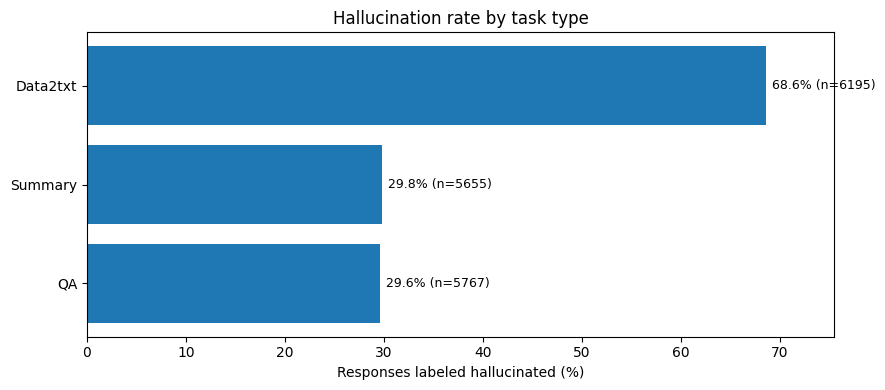 Hallucination rate by task type
Data2txt
68.6% (n=6195)
Summary
29.8% (n=5655)
QA
29.6% (n=5767)
0 10 20 30 40 50 60 70
Responses labeled hallucinated (%)